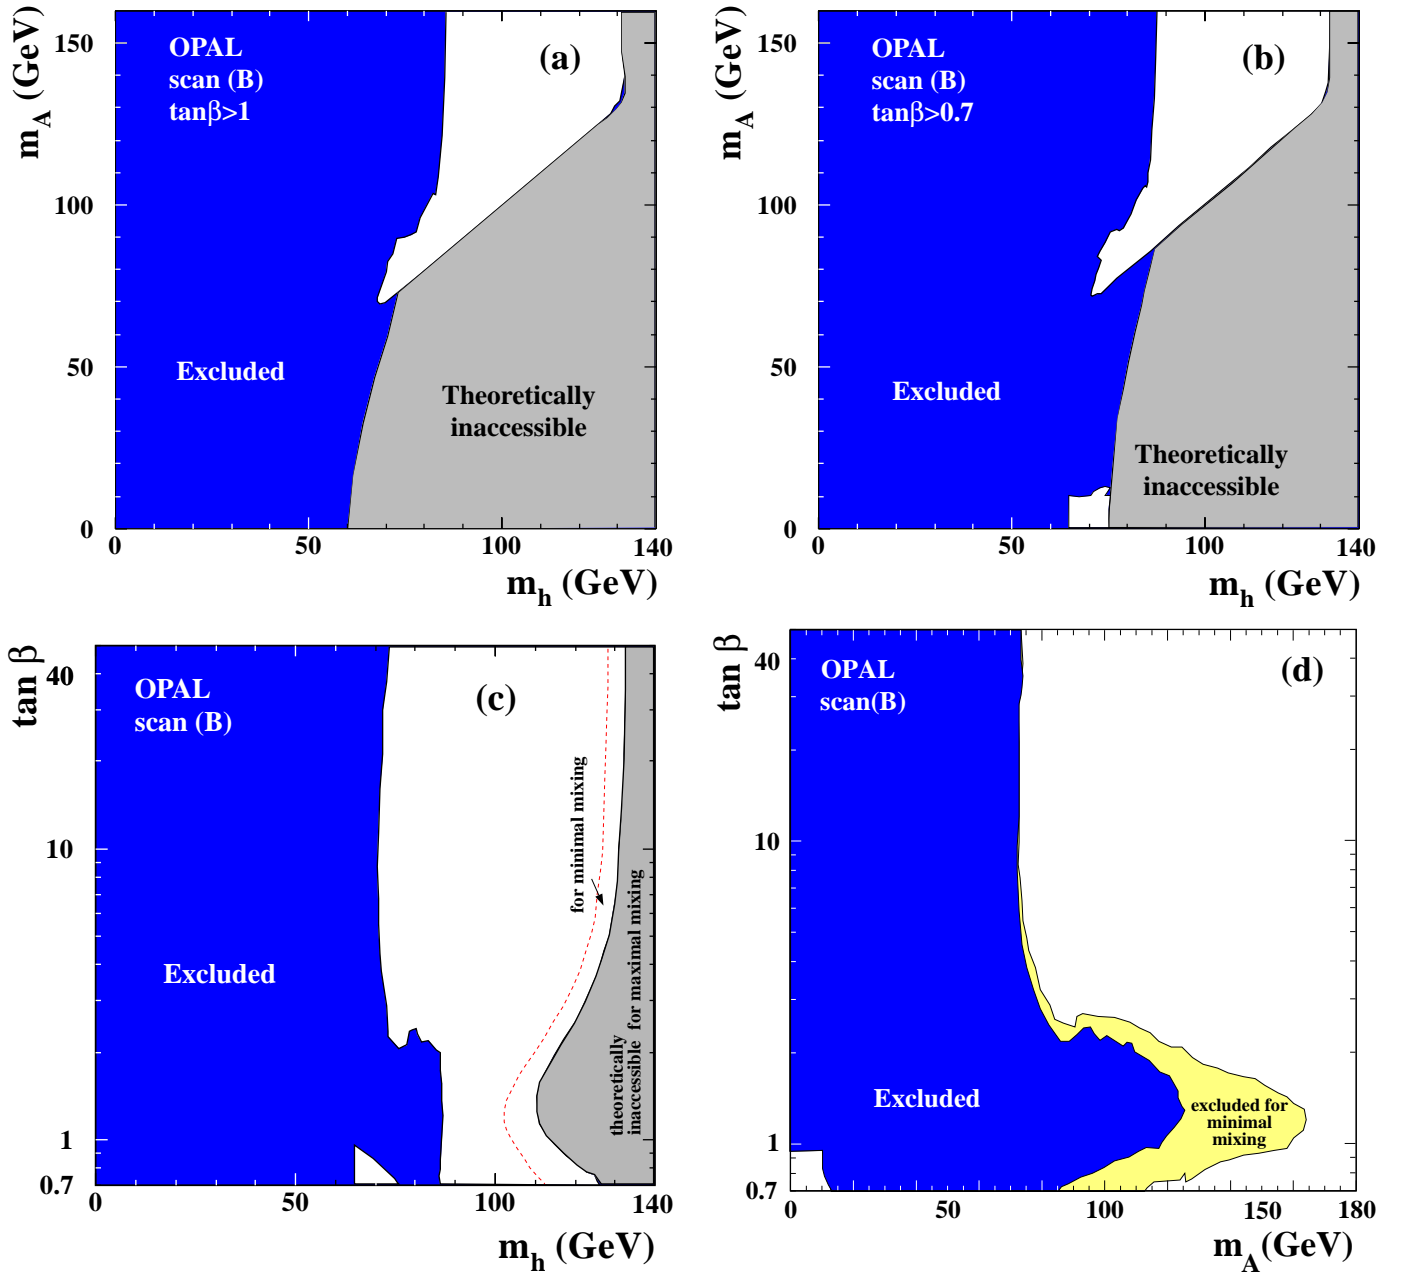 m_A (GeV)
150
100
50
0
OPAL
scan (B)
tanβ>1
(a)
Excluded
Theoretically
inaccessible
0
50
100
140
m_h (GeV)
m_A (GeV)
150
100
50
0
OPAL
scan (B)
tanβ>0.7
(b)
Excluded
Theoretically
inaccessible
0
50
100
140
m_h (GeV)
tan β
40
10
1
0.7
OPAL
scan (B)
(c)
Excluded
for minimal mixing
theoretically
inaccessible for maximal mixing
0
50
100
140
m_h (GeV)
tan β
40
10
1
0.7
OPAL
scan(B)
(d)
Excluded
excluded for
minimal
mixing
0
50
100
150
180
m_A(GeV)